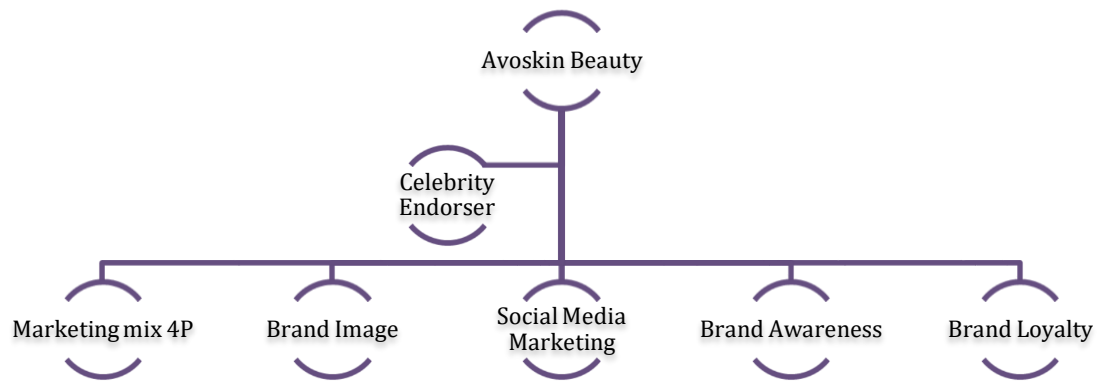 Avoskin Beauty
Celebrity
Endorser
Marketing mix 4P
Brand Image
Social Media
Marketing
Brand Awareness
Brand Loyalty